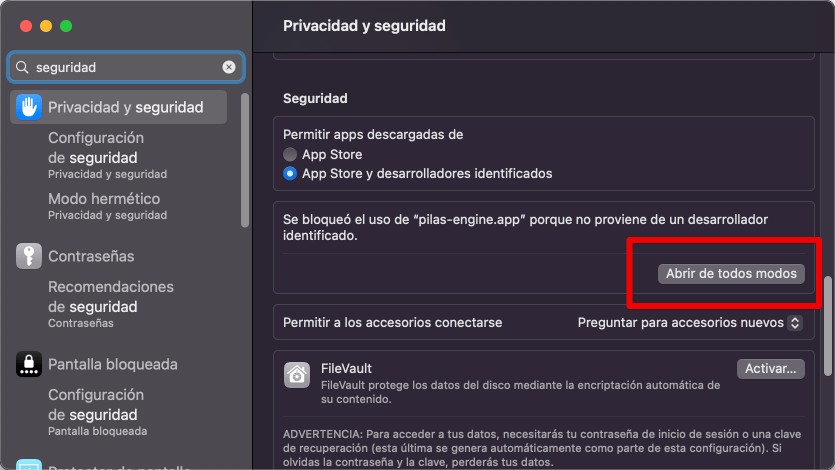 Privacidad y seguridad
seguridad
Privacidad y seguridad
Configuración
de seguridad
Privacidad y seguridad
Modo hermético
Privacidad y seguridad
Contraseñas
Recomendaciones
de seguridad
Contraseñas
Pantalla bloqueada
Configuración
de seguridad
Pantalla bloqueada
Protector de pantalla
Seguridad
Permitir apps descargadas de
App Store
App Store y desarrolladores identificados
Se bloqueó el uso de “pilas-engine.app” porque no proviene de un desarrollador
identificado.
Abrir de todos modos
Permitir a los accesorios conectarse
Preguntar para accesorios nuevos
FileVault
Activar...
FileVault protege los datos del disco mediante la encriptación automática de
su contenido.
ADVERTENCIA: Para acceder a tus datos, necesitarás tu contraseña de inicio de sesión o una clave
de recuperación (esta última se genera automáticamente como parte de esta configuración). Si
olvidas la contraseña y la clave, perderás tus datos.